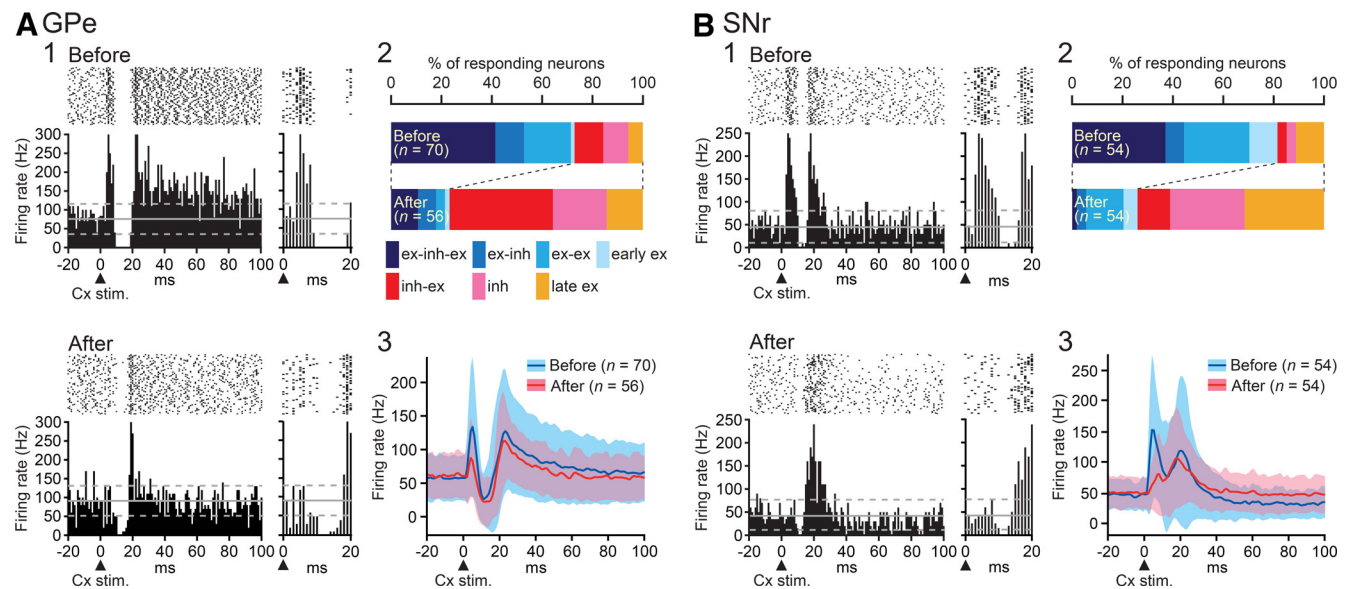 A GPe
1 Before
300
250
200
150
100
50
0
Firing rate (Hz)
-20 0 20 40 60 80 100
ms
Cx stim.
0 20
ms
2
% of responding neurons
0 20 40 60 80 100
Before
(n = 70)
After
(n = 56)
ex-inh-ex ex-inh ex-ex early ex
inh-ex inh late ex
After
300
250
200
150
100
50
0
Firing rate (Hz)
-20 0 20 40 60 80 100
ms
Cx stim.
0 20
ms
3
Before (n = 70)
After (n = 56)
200
150
100
50
0
Firing rate (Hz)
-20 0 20 40 60 80 100
ms
Cx stim.
B SNr
1 Before
250
200
150
100
50
0
Firing rate (Hz)
-20 0 20 40 60 80 100
ms
Cx stim.
0 20
ms
2
% of responding neurons
0 20 40 60 80 100
Before
(n = 54)
After
(n = 54)
After
250
200
150
100
50
0
Firing rate (Hz)
-20 0 20 40 60 80 100
ms
Cx stim.
0 20
ms
3
Before (n = 54)
After (n = 54)
250
200
150
100
50
0
Firing rate (Hz)
-20 0 20 40 60 80 100
ms
Cx stim.